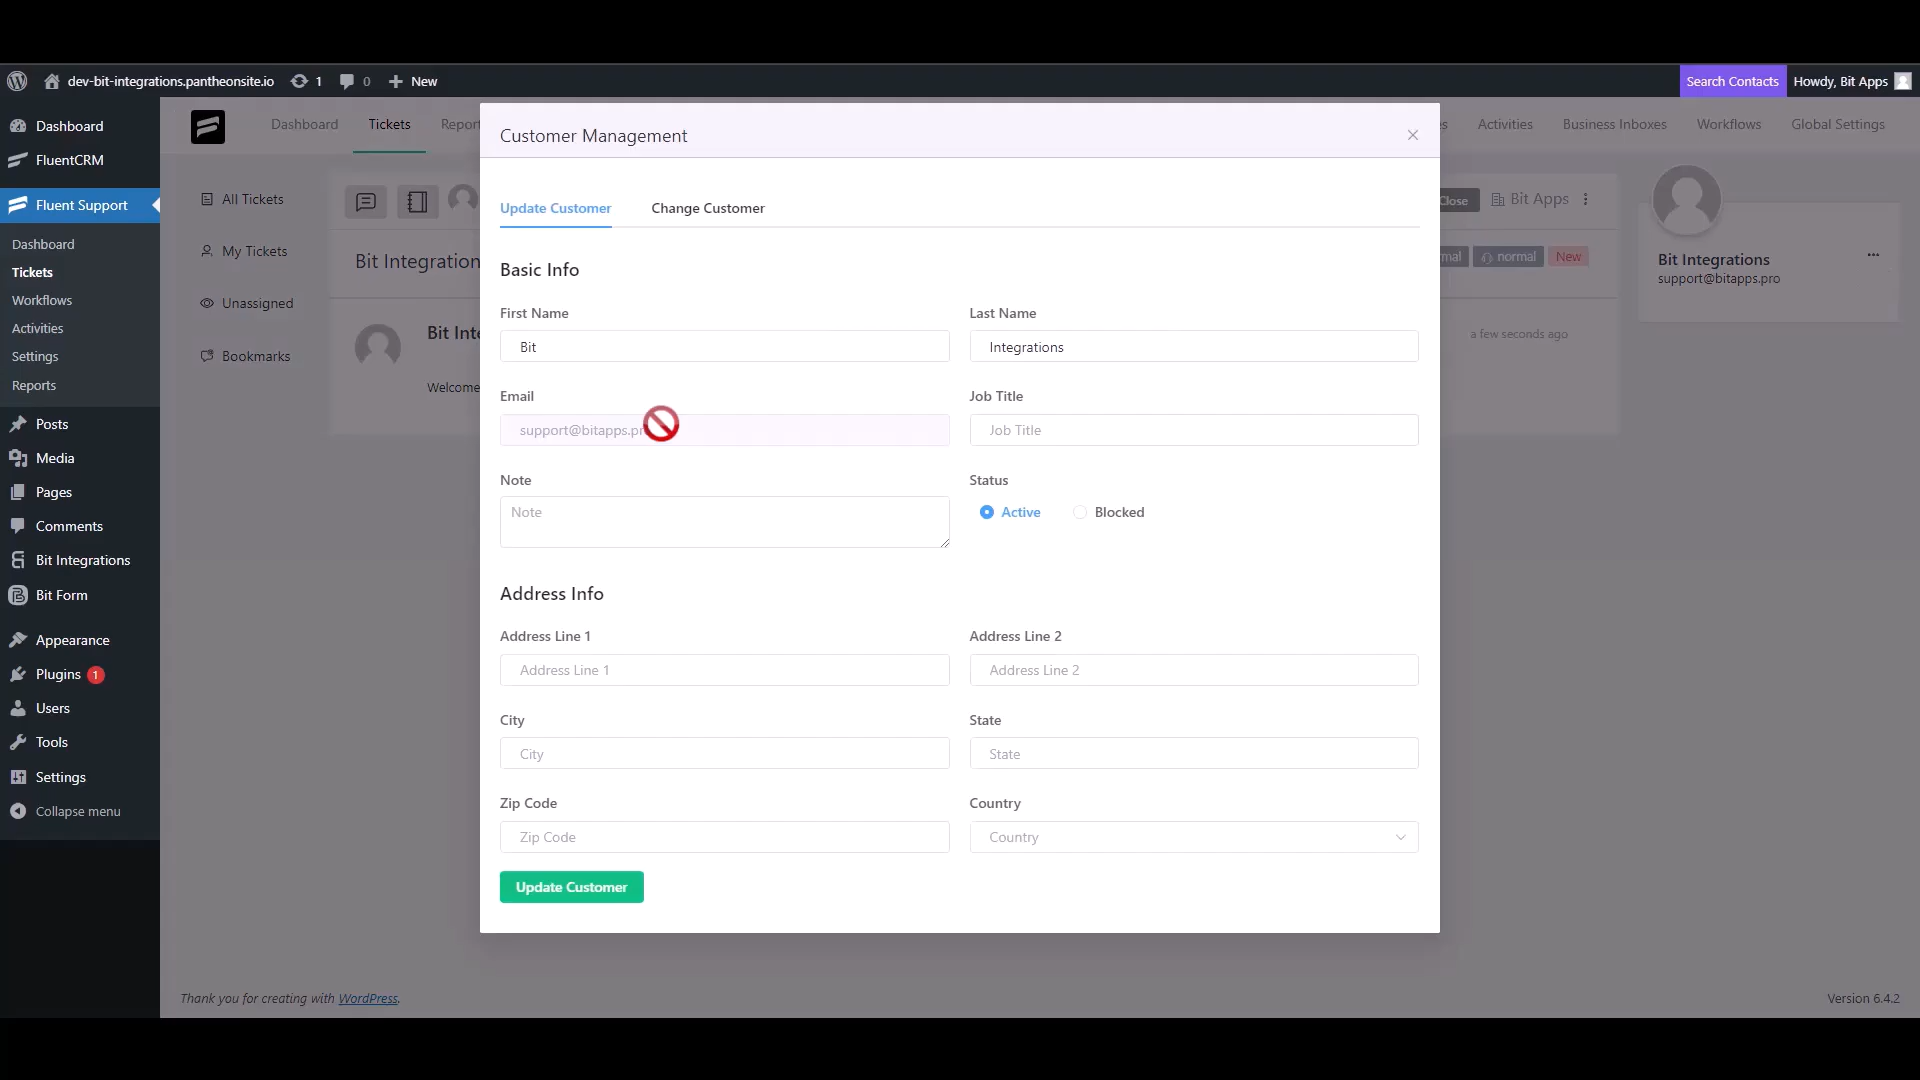 dev-bit-integrations.pantheonsite.io 1 0 New Search Contacts Howdy, Bit Apps
Dashboard
FluentCRM
Fluent Support
Dashboard
Tickets
Workflows
Activities
Settings
Reports
Posts
Media
Pages
Comments
Bit Integrations
Bit Form
Appearance
Plugins 1
Users
Tools
Settings
Collapse menu
Dashboard Tickets Activities Business Inboxes Workflows Global Settings
All Tickets
My Tickets
Unassigned
Bookmarks
Bit
Welcome
Customer Management
Update Customer Change Customer
Basic Info
First Name Last Name
Bit Integrations
Email Job Title
support@bitapps.pr Job Title
Note Status
Note Active Blocked
Address Info
Address Line 1 Address Line 2
Address Line 1 Address Line 2
City State
City State
Zip Code Country
Zip Code Country
Update Customer
Close Bit Apps
normal New
a few seconds ago
Bit Integrations
support@bitapps.pro
Thank you for creating with WordPress. Version 6.4.2